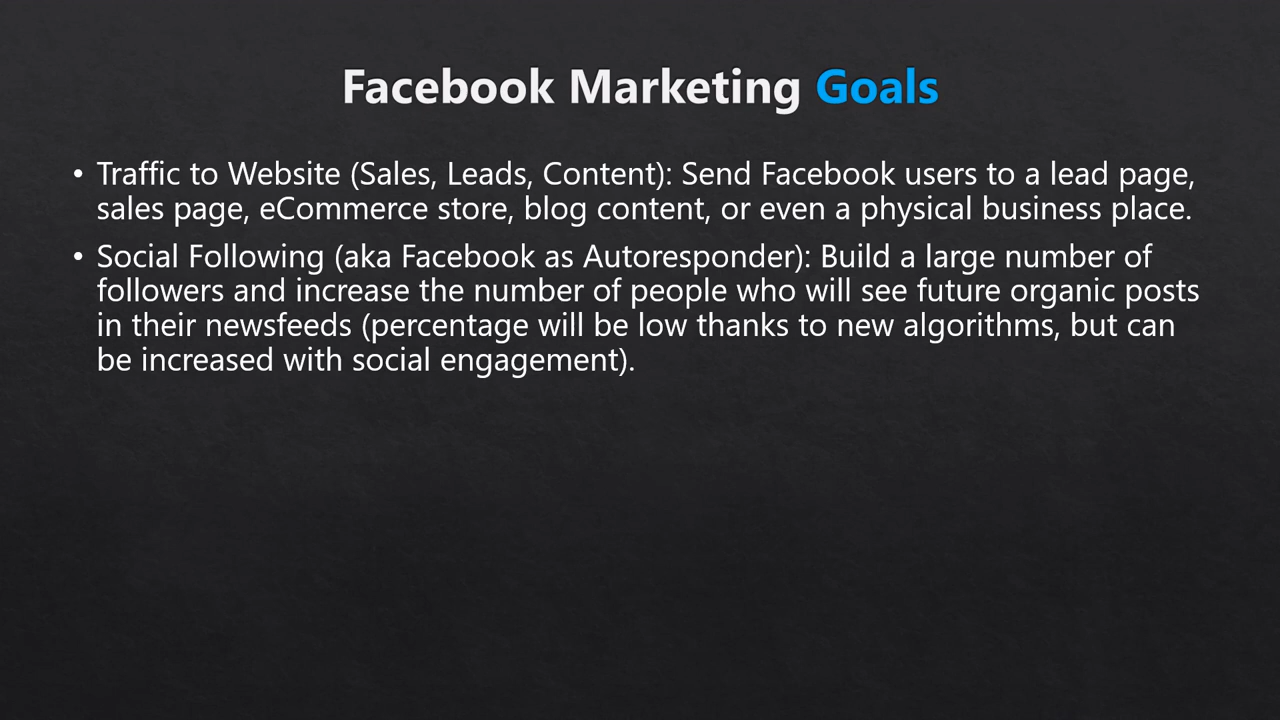 Facebook Marketing Goals
• Traffic to Website (Sales, Leads, Content): Send Facebook users to a lead page,
sales page, eCommerce store, blog content, or even a physical business place.
• Social Following (aka Facebook as Autoresponder): Build a large number of
followers and increase the number of people who will see future organic posts
in their newsfeeds (percentage will be low thanks to new algorithms, but can
be increased with social engagement).